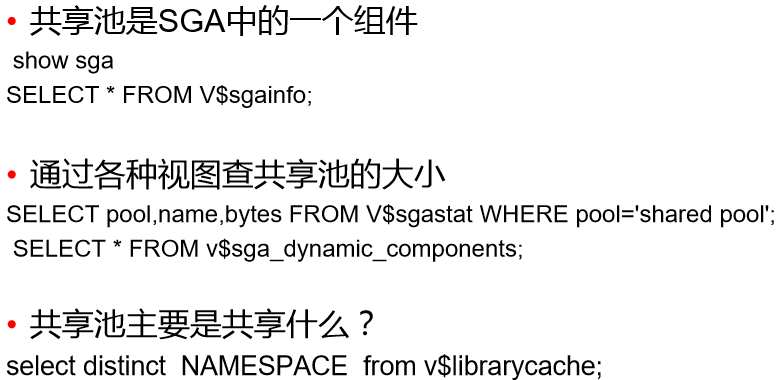 • 共享池是SGA中的一个组件
show sga
SELECT * FROM V$sgainfo;
• 通过各种视图查共享池的大小
SELECT pool,name,bytes FROM V$sgastat WHERE pool='shared pool';
SELECT * FROM v$sga_dynamic_components;
• 共享池主要是共享什么？
select distinct  NAMESPACE  from v$librarycache;